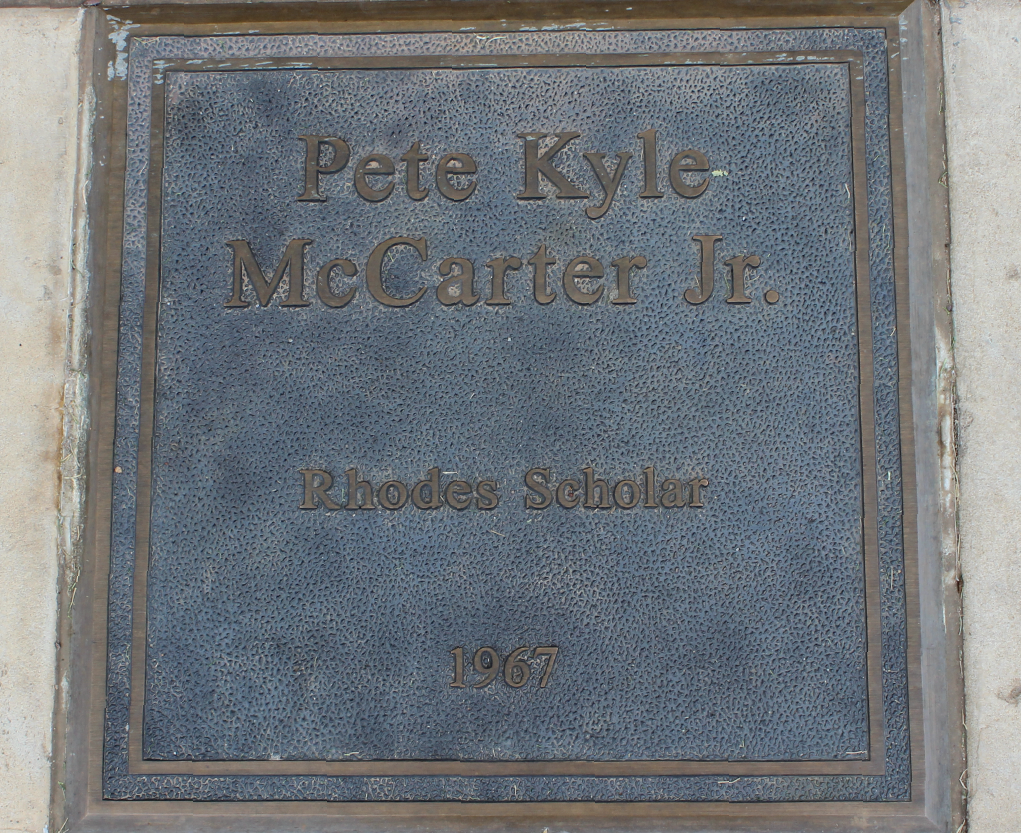 Pete Kyle
McCarter Jr.
Rhodes Scholar
1967